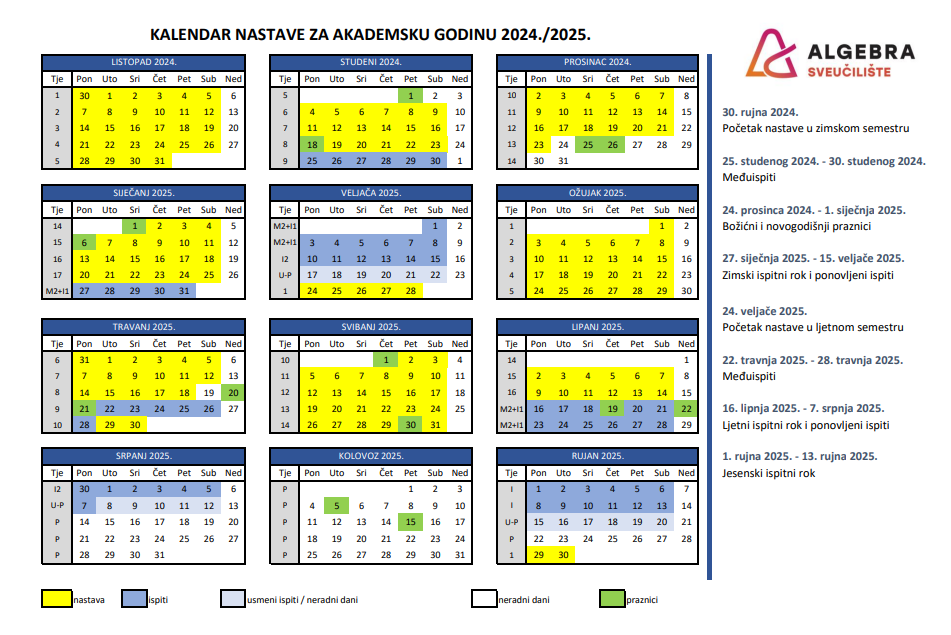 KALENDAR NASTAVE ZA AKADEMSKU GODINU 2024./2025.
ALGEBRA
SVEUČILIŠTE
LISTOPAD 2024.
Tje Pon Uto Sri Čet Pet Sub Ned
1 30 1 2 3 4 5 6
2 7 8 9 10 11 12 13
3 14 15 16 17 18 19 20
4 21 22 23 24 25 26 27
5 28 29 30 31
STUDENI 2024.
Tje Pon Uto Sri Čet Pet Sub Ned
5 1 2 3
6 4 5 6 7 8 9 10
7 11 12 13 14 15 16 17
8 18 19 20 21 22 23 24
9 25 26 27 28 29 30 1
PROSINAC 2024.
Tje Pon Uto Sri Čet Pet Sub Ned
10 2 3 4 5 6 7 8
11 9 10 11 12 13 14 15
12 16 17 18 19 20 21 22
13 23 24 25 26 27 28 29
14 30 31
SIJEČANJ 2025.
Tje Pon Uto Sri Čet Pet Sub Ned
14 1 2 3 4 5
15 6 7 8 9 10 11 12
16 13 14 15 16 17 18 19
17 20 21 22 23 24 25 26
M2+I1 27 28 29 30 31
VELJAČA 2025.
Tje Pon Uto Sri Čet Pet Sub Ned
M2+I1 1 2
M2+I1 3 4 5 6 7 8 9
I2 10 11 12 13 14 15 16
U-P 17 18 19 20 21 22 23
1 24 25 26 27 28
OŽUJAK 2025.
Tje Pon Uto Sri Čet Pet Sub Ned
1 1 2
2 3 4 5 6 7 8 9
3 10 11 12 13 14 15 16
4 17 18 19 20 21 22 23
5 24 25 26 27 28 29 30
TRAVANJ 2025.
Tje Pon Uto Sri Čet Pet Sub Ned
6 31 1 2 3 4 5 6
7 7 8 9 10 11 12 13
8 14 15 16 17 18 19 20
9 21 22 23 24 25 26 27
10 28 29 30
SVIBANJ 2025.
Tje Pon Uto Sri Čet Pet Sub Ned
10 1 2 3 4
11 5 6 7 8 9 10 11
12 12 13 14 15 16 17 18
13 19 20 21 22 23 24 25
14 26 27 28 29 30 31
LIPANJ 2025.
Tje Pon Uto Sri Čet Pet Sub Ned
14 1
15 2 3 4 5 6 7 8
16 9 10 11 12 13 14 15
M2+I1 16 17 18 19 20 21 22
M2+I1 23 24 25 26 27 28 29
SRPANJ 2025.
Tje Pon Uto Sri Čet Pet Sub Ned
I2 30 1 2 3 4 5 6
U-P 7 8 9 10 11 12 13
P 14 15 16 17 18 19 20
P 21 22 23 24 25 26 27
P 28 29 30 31
KOLOVOZ 2025.
Tje Pon Uto Sri Čet Pet Sub Ned
P 1 2 3
P 4 5 6 7 8 9 10
P 11 12 13 14 15 16 17
P 18 19 20 21 22 23 24
P 25 26 27 28 29 30 31
RUJAN 2025.
Tje Pon Uto Sri Čet Pet Sub Ned
I 1 2 3 4 5 6 7
I 8 9 10 11 12 13 14
U-P 15 16 17 18 19 20 21
P 22 23 24 25 26 27 28
1 29 30
30. rujna 2024.
Početak nastave u zimskom semestru
25. studenog 2024. - 30. studenog 2024.
Međuispiti
24. prosinca 2024. - 1. siječnja 2025.
Božićni i novogodišnji praznici
27. siječnja 2025. - 15. veljače 2025.
Zimski ispitni rok i ponovljeni ispiti
24. veljače 2025.
Početak nastave u ljetnom semestru
22. travnja 2025. - 28. travnja 2025.
Međuispiti
16. lipnja 2025. - 7. srpnja 2025.
Ljetni ispitni rok i ponovljeni ispiti
1. rujna 2025. - 13. rujna 2025.
Jesenski ispitni rok
nastava ispiti usmeni ispiti / neradni dani neradni dani praznici